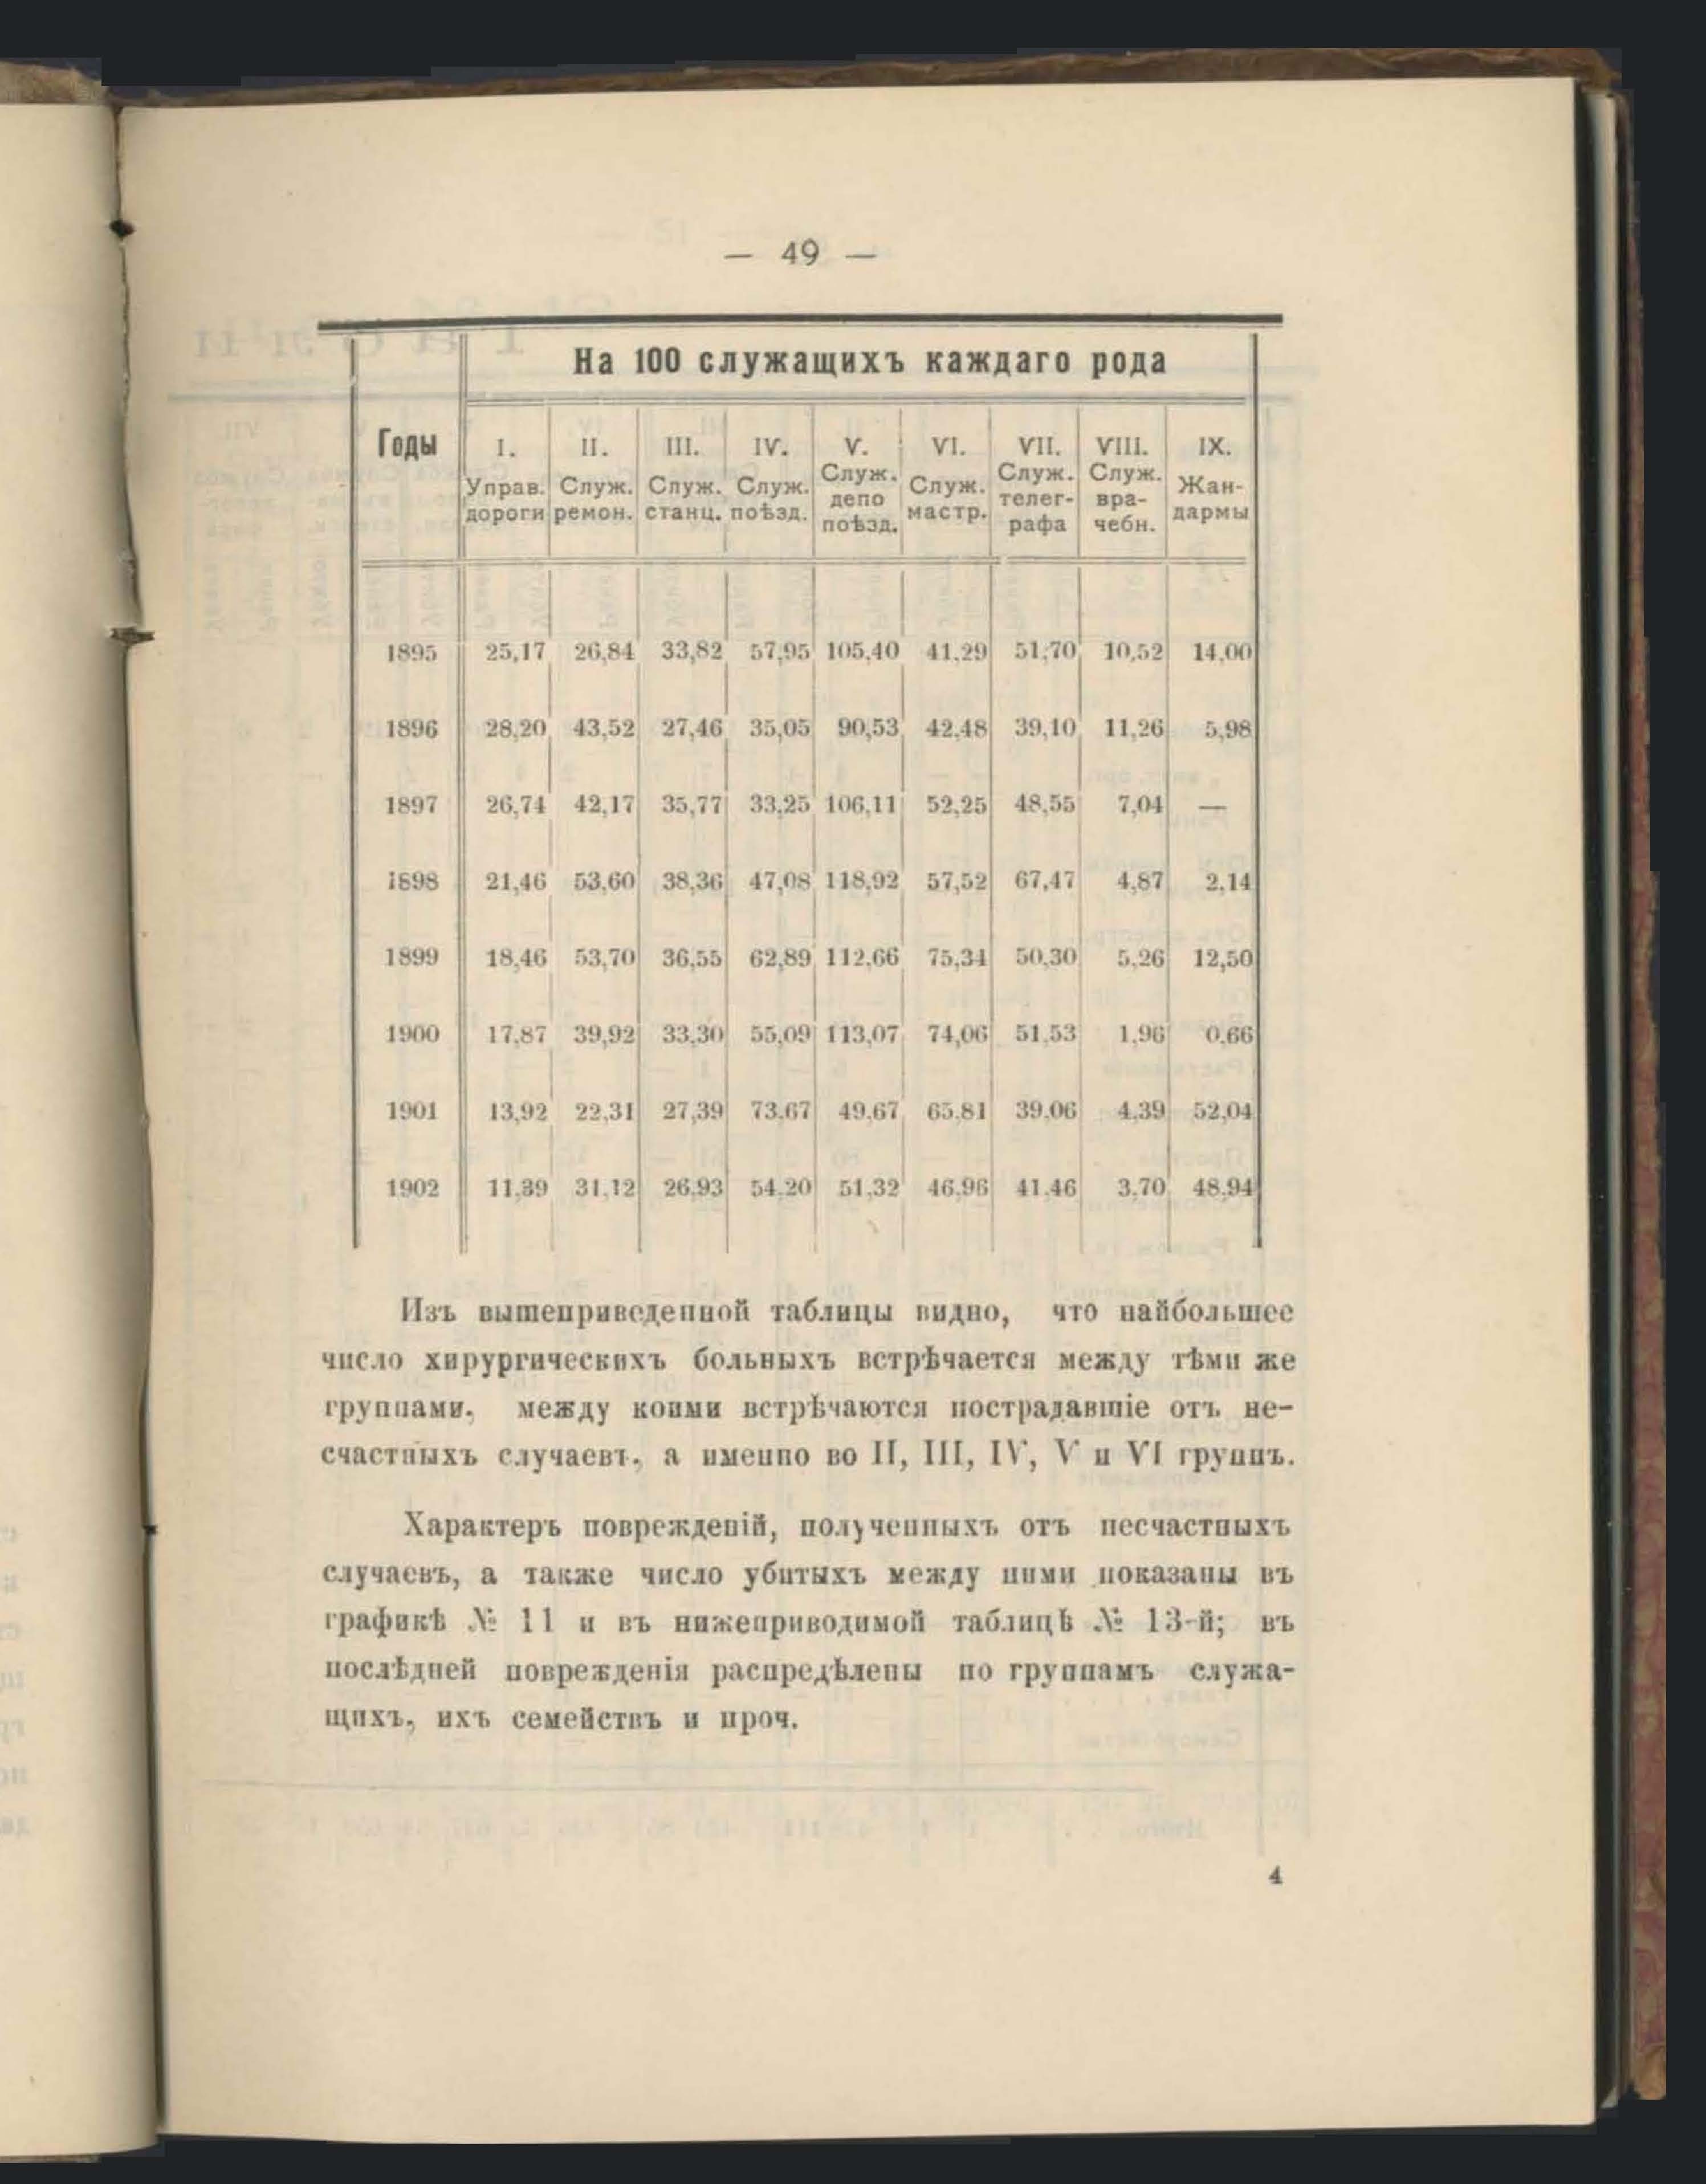 — 49 —
На 100 служащихъ каждаго рода
Годы I. II. III. IV. V. VI. VII. VIII. IX.
Управ. дороги Служ. ремон. Служ. станц. Служ. поѣзд. Служ. депо поѣзд. Служ. мастр. Служ. телег- рафа Служ. вра- чебн. Жан- дармы
1895 25,17 26,84 33,82 57,95 105,40 41,29 51,70 10,52 14,00
1896 28,20 43,52 27,46 35,05 90,53 42,48 39,10 11,26 5,98
1897 26,74 42,17 35,77 33,25 106,11 52,25 48,55 7,04 —
1898 21,46 53,60 38,36 47,08 118,92 57,52 67,47 4,87 2,14
1899 18,46 53,70 36,55 62,89 112,66 75,34 50,30 5,26 12,50
1900 17,87 39,92 33,30 55,09 113,07 74,06 51,53 1,96 0,66
1901 13,92 22,31 27,39 73,67 49,67 65,81 39,06 4,39 52,04
1902 11,39 31,12 26,93 54,20 51,32 46,96 41,46 3,70 48,94
Изъ вышеприведенной таблицы видно, что найбольшее
число хирургическихъ больныхъ встрѣчается между тѣми же
группами, между коими встрѣчаются пострадавшіе отъ не-
счастныхъ случаевъ, а именно во II, III, IV, V и VI группъ.
Характеръ поврежденій, полученныхъ отъ несчастныхъ
случаевъ, а также число убитыхъ между ними показаны въ
графикѣ № 11 и въ нижеприводимой таблицѣ № 13-й; въ
послѣдней поврежденія распредѣлены по группамъ служа-
щихъ, ихъ семействъ и проч.
4